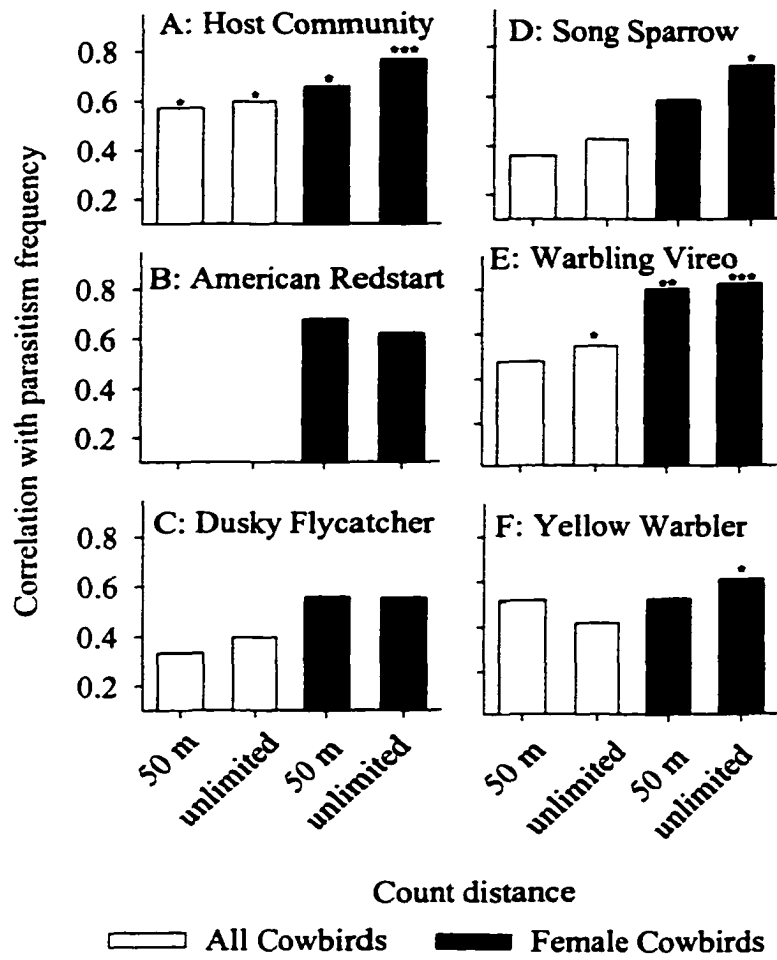 A: Host Community
0.8
0.6
0.4
0.2
* * * ***
D: Song Sparrow
*
B: American Redstart
0.8
0.6
0.4
0.2
E: Warbling Vireo
* ** ***
C: Dusky Flycatcher
0.8
0.6
0.4
0.2
F: Yellow Warbler
*
Correlation with parasitism frequency
50 m
unlimited
50 m
unlimited
50 m
unlimited
50 m
unlimited
Count distance
All Cowbirds
Female Cowbirds